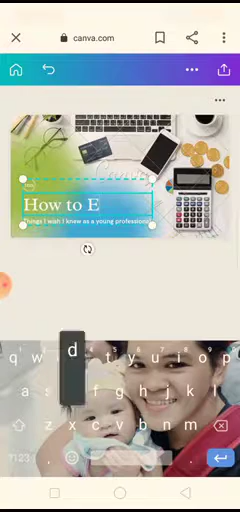 canva.com
How to E
Things I wish I knew as a young professional
d
q w t y u i o p
a s f g h j k l
z x c v b n m
?123 , .